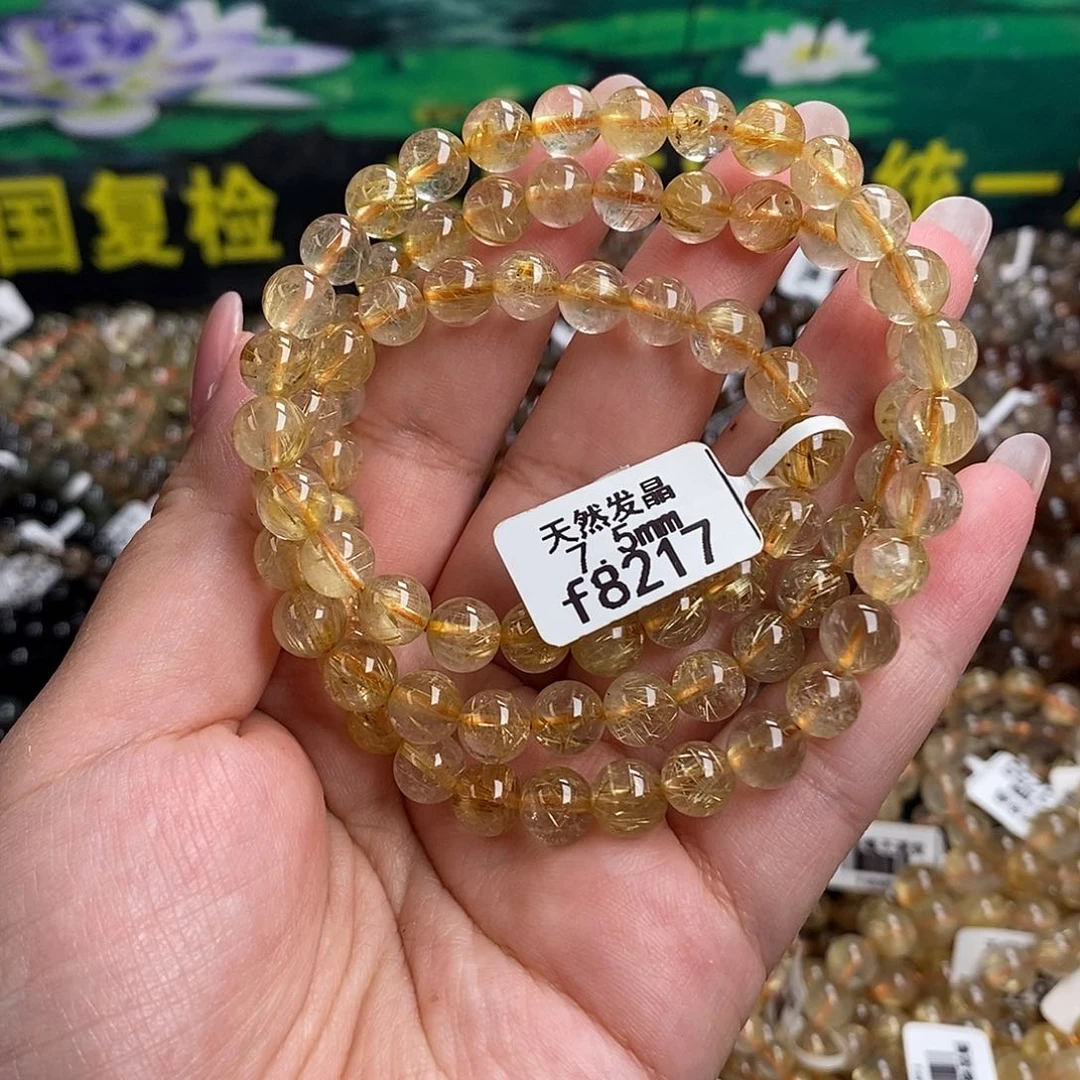 国复检
统一
天然发晶
7.5mm
f8217